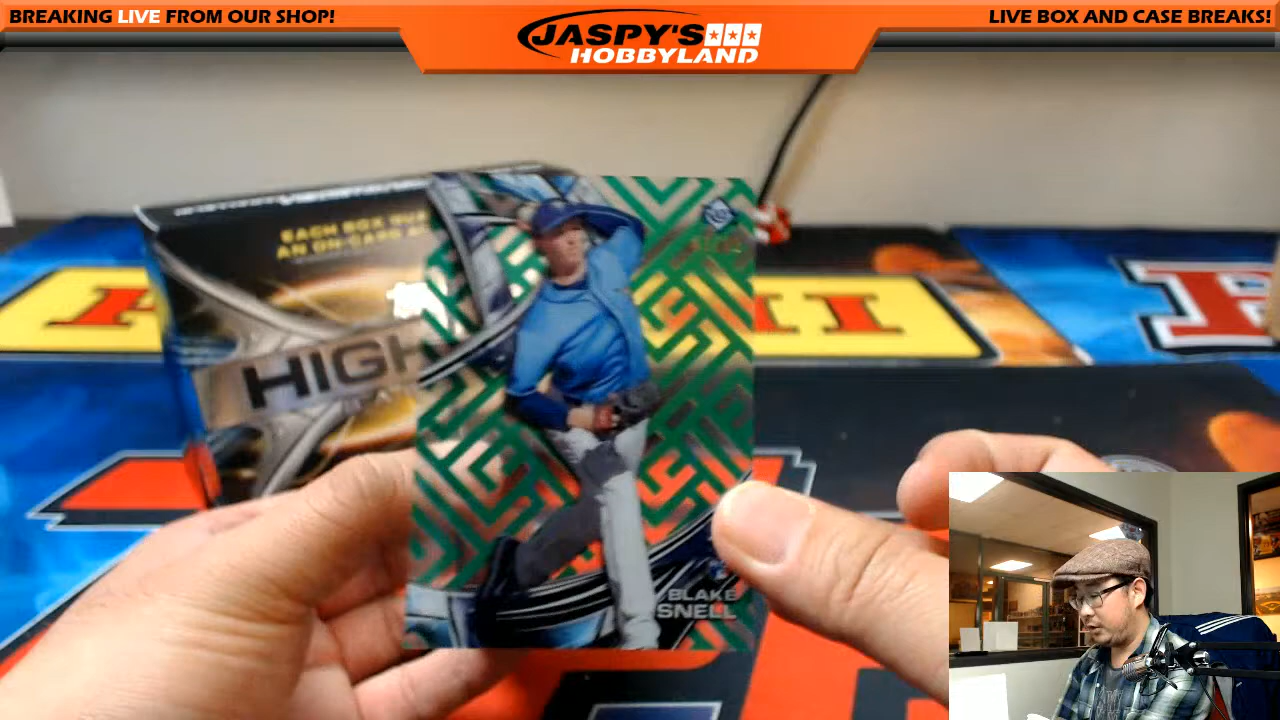 BREAKING LIVE FROM OUR SHOP!
JASPY'S
HOBBYLAND
LIVE BOX AND CASE BREAKS!
EACH BOX
AN ON-CARD
HIGH
BLAKE
SNELL